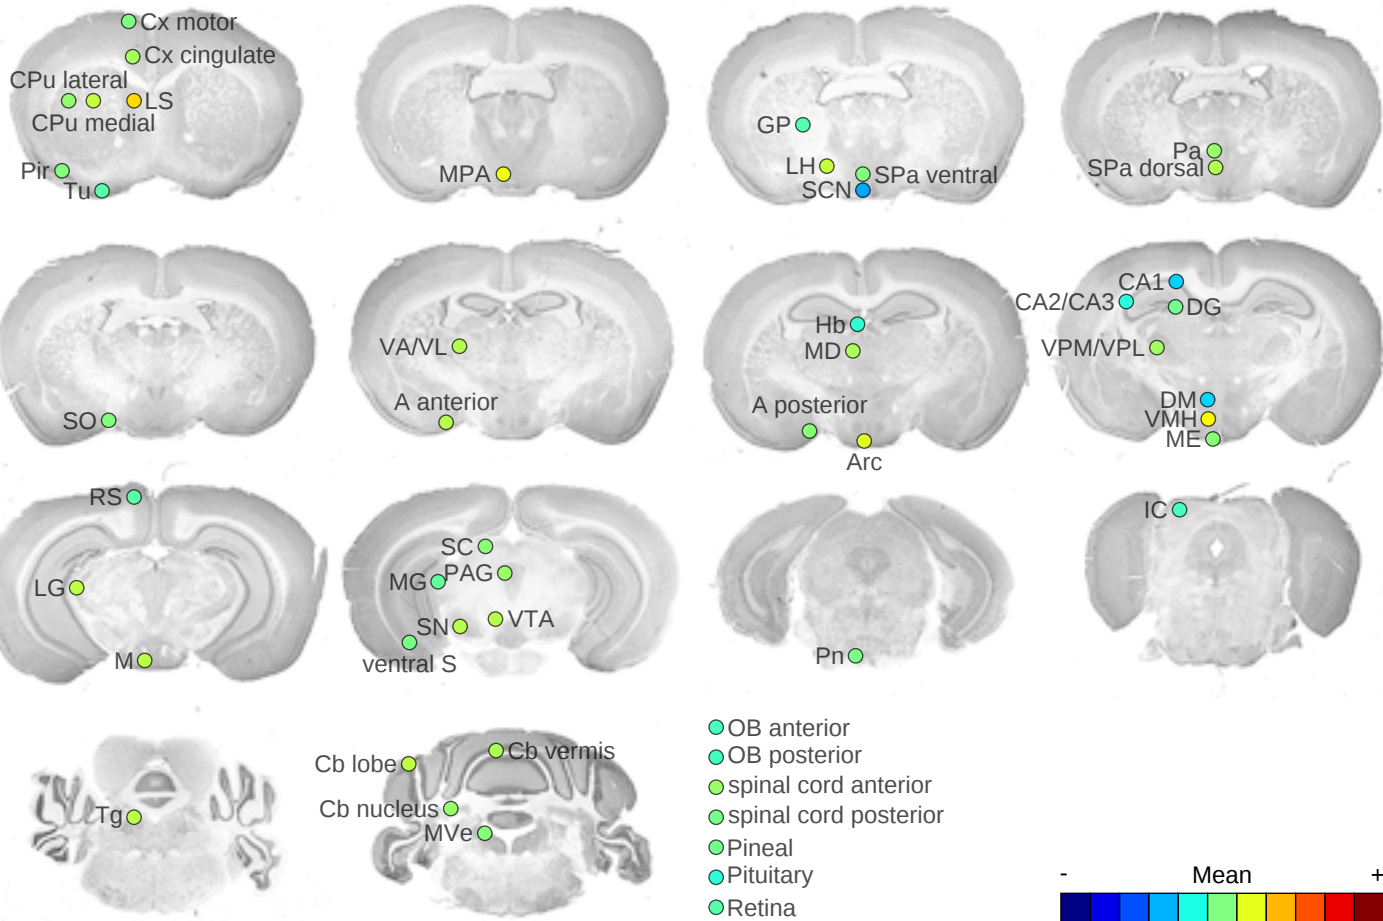 Cx motor
Cx cingulate
CPu lateral
LS
CPu medial
Pir
Tu
MPA
GP
LH
SPa ventral
SCN
Pa
SPa dorsal
SO
VA/VL
A anterior
Hb
MD
A posterior
Arc
CA1
CA2/CA3
DG
VPM/VPL
DM
VMH
ME
RS
LG
M
SC
PAG
MG
VTA
SN
ventral S
Pn
IC
Tg
Cb vermis
Cb lobe
Cb nucleus
MVe
OB anterior
OB posterior
spinal cord anterior
spinal cord posterior
Pineal
Pituitary
Retina
- Mean +